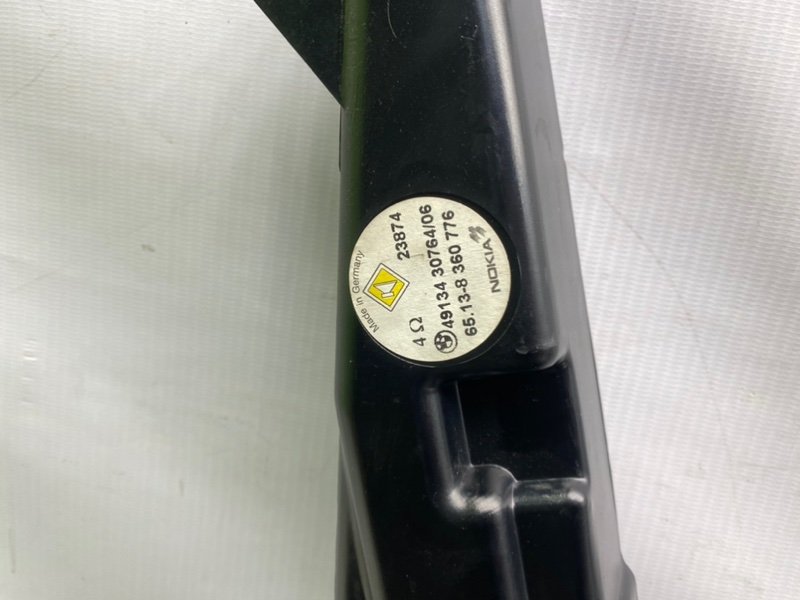 Made in Germany
23874
4 Ω
49134 30764/06
65.13-8 360 776
NOKIA